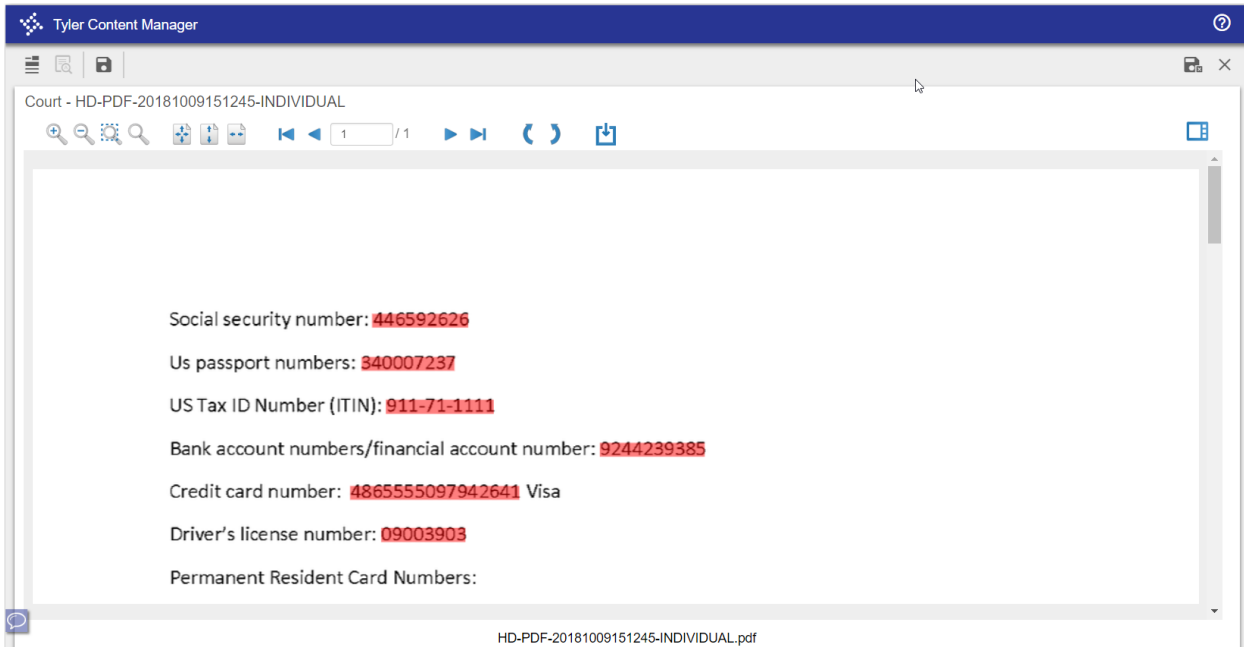 Tyler Content Manager
Court - HD-PDF-20181009151245-INDIVIDUAL
1 / 1
Social security number: 446592626
Us passport numbers: 340007237
US Tax ID Number (ITIN): 911-71-1111
Bank account numbers/financial account number: 9244239385
Credit card number: 4865555097942641 Visa
Driver's license number: 09003903
Permanent Resident Card Numbers:
HD-PDF-20181009151245-INDIVIDUAL.pdf